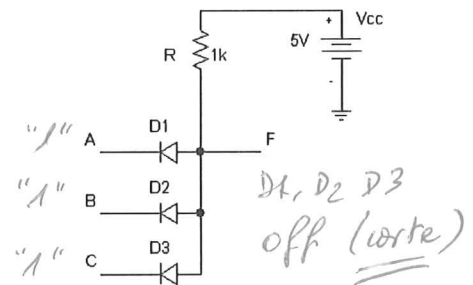 + Vcc
5V
R 1k
-
"1" A D1 F
"1" B D2
D1, D2 D3
off (corte)
"1" C D3